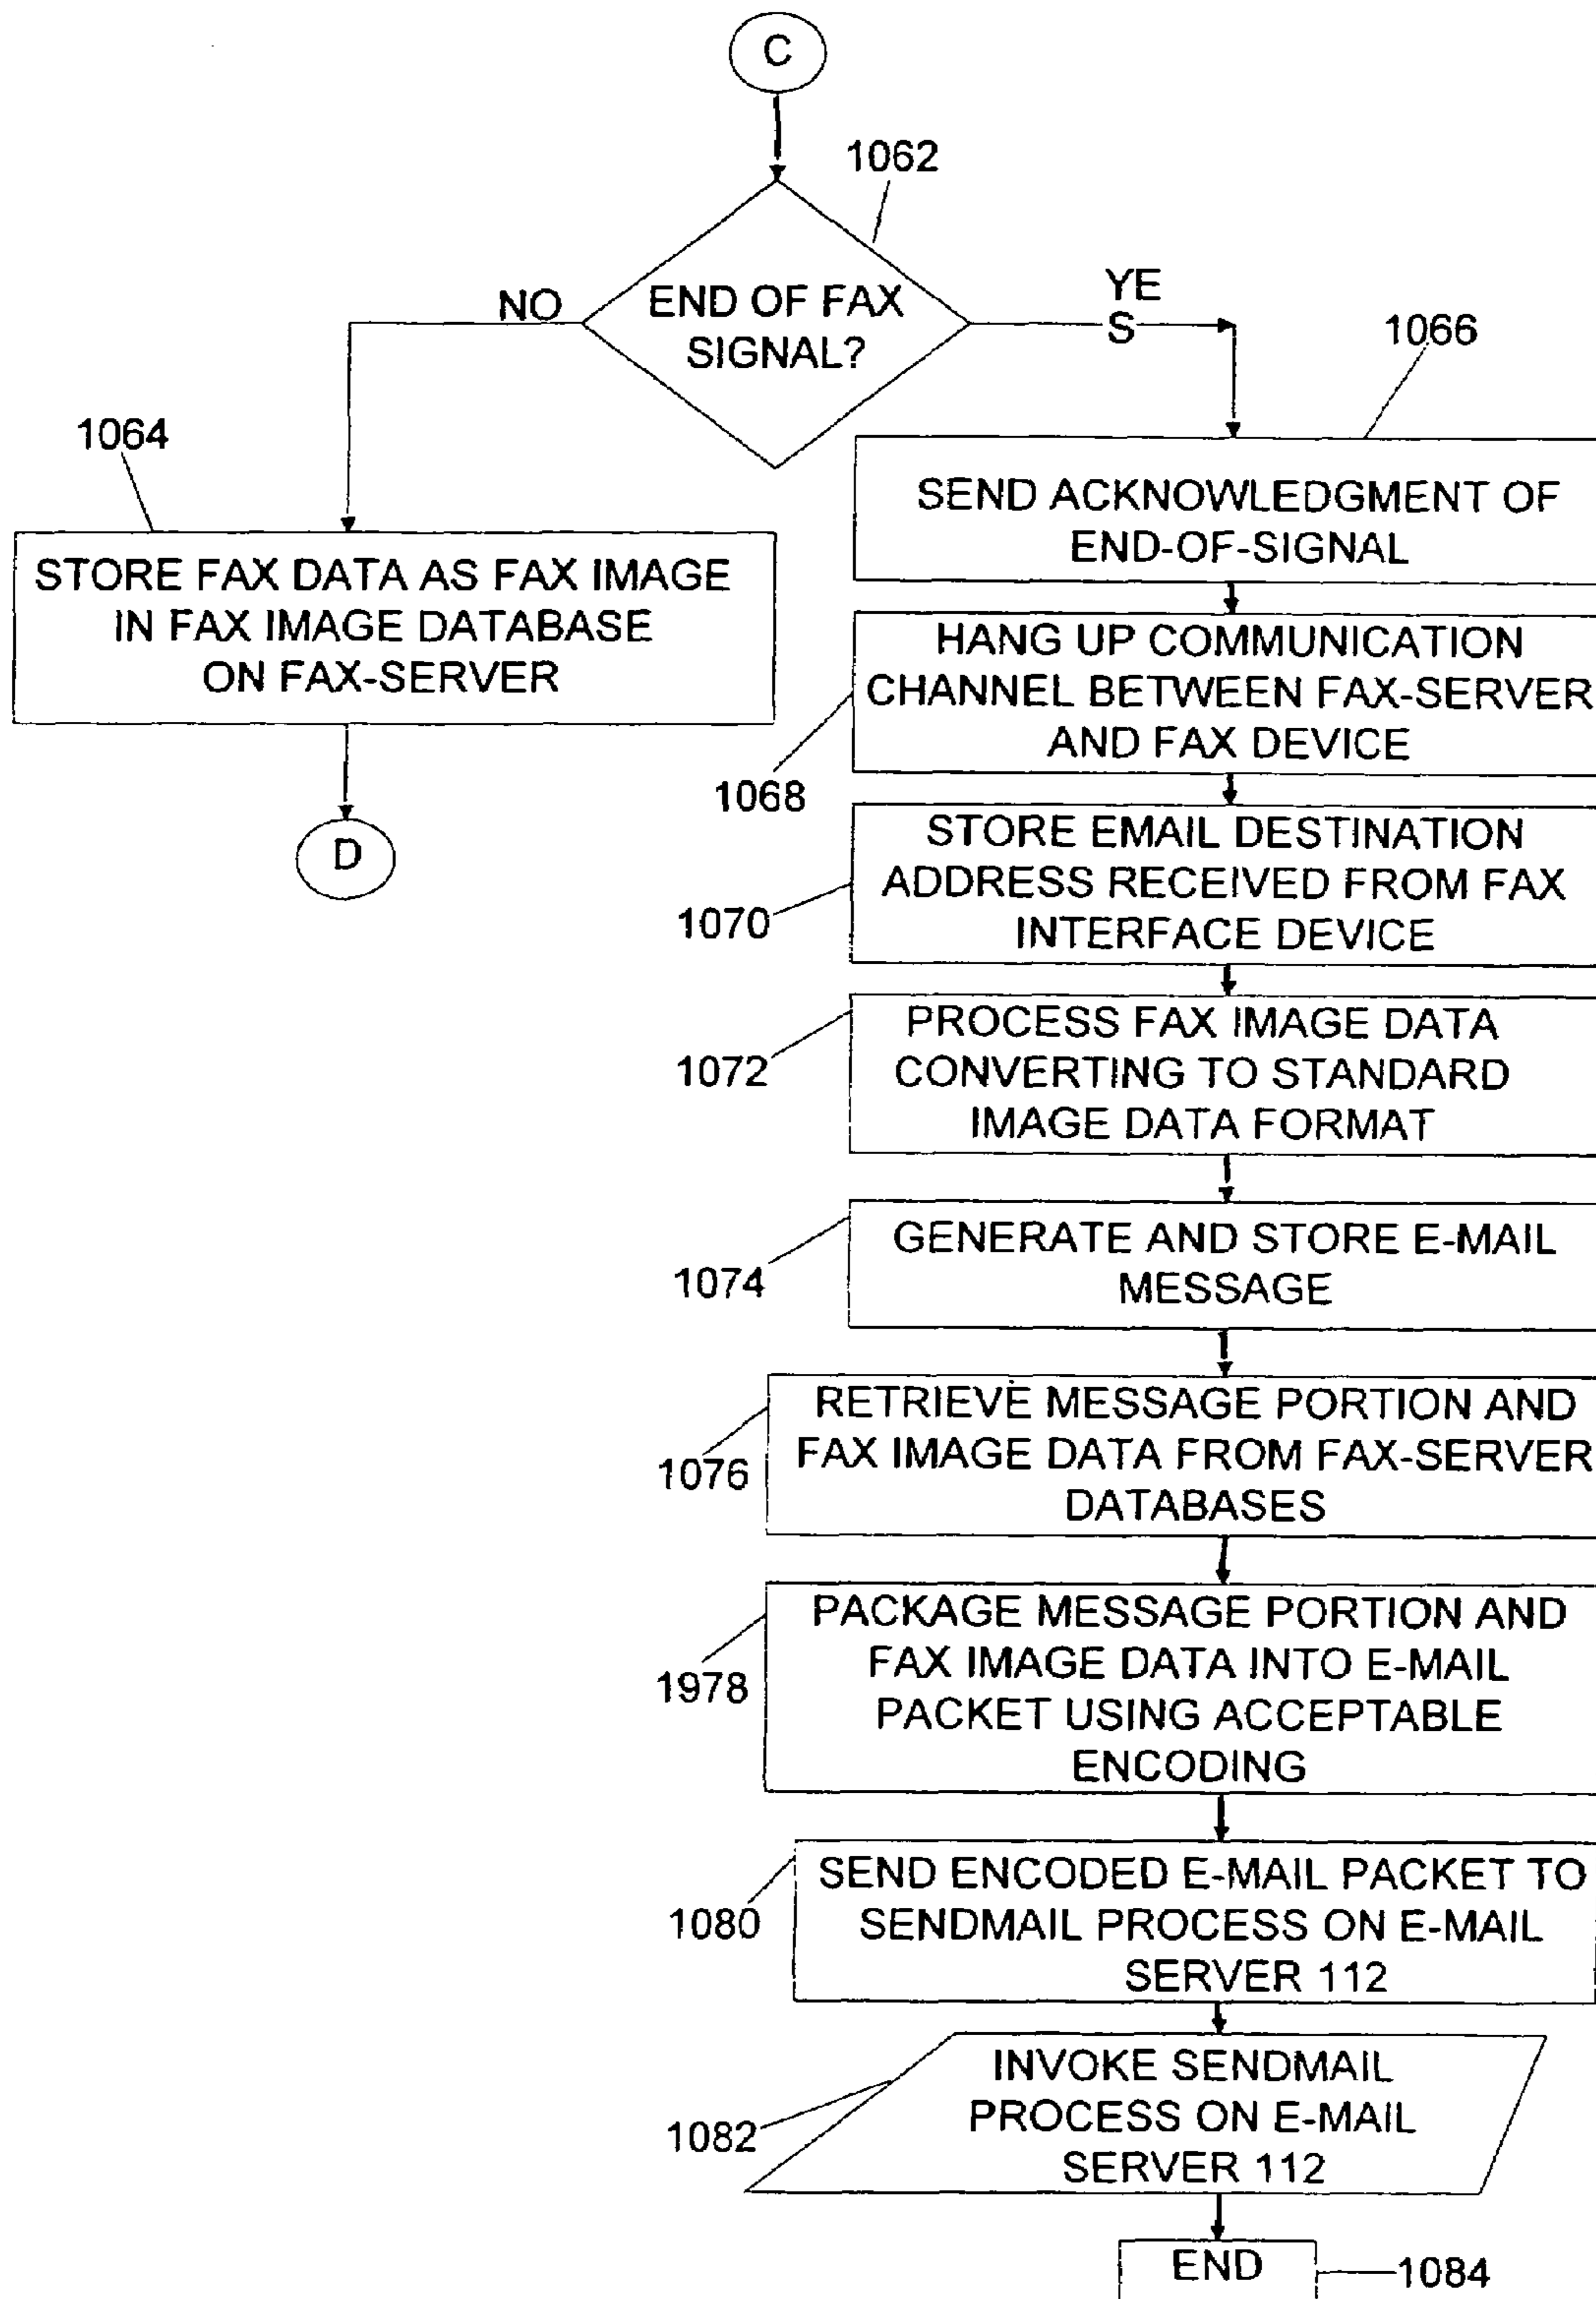 C
1062
END OF FAX
SIGNAL?
NO
YE
S
1064
STORE FAX DATA AS FAX IMAGE
IN FAX IMAGE DATABASE
ON FAX-SERVER
D
1066
SEND ACKNOWLEDGMENT OF
END-OF-SIGNAL
HANG UP COMMUNICATION
CHANNEL BETWEEN FAX-SERVER
AND FAX DEVICE
1068
STORE EMAIL DESTINATION
ADDRESS RECEIVED FROM FAX
INTERFACE DEVICE
1070
PROCESS FAX IMAGE DATA
CONVERTING TO STANDARD
IMAGE DATA FORMAT
1072
GENERATE AND STORE E-MAIL
MESSAGE
1074
RETRIEVE MESSAGE PORTION AND
FAX IMAGE DATA FROM FAX-SERVER
DATABASES
1076
PACKAGE MESSAGE PORTION AND
FAX IMAGE DATA INTO E-MAIL
PACKET USING ACCEPTABLE
ENCODING
1978
SEND ENCODED E-MAIL PACKET TO
SENDMAIL PROCESS ON E-MAIL
SERVER 112
1080
INVOKE SENDMAIL
PROCESS ON E-MAIL
SERVER 112
1082
END
1084